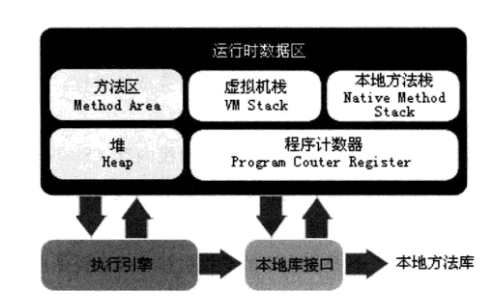 运行时数据区
方法区
Method Area
虚拟机栈
VM Stack
本地方法栈
Native Method
Stack
堆
Heap
程序计数器
Program Couter Register
执行引擎
本地库接口
本地方法库